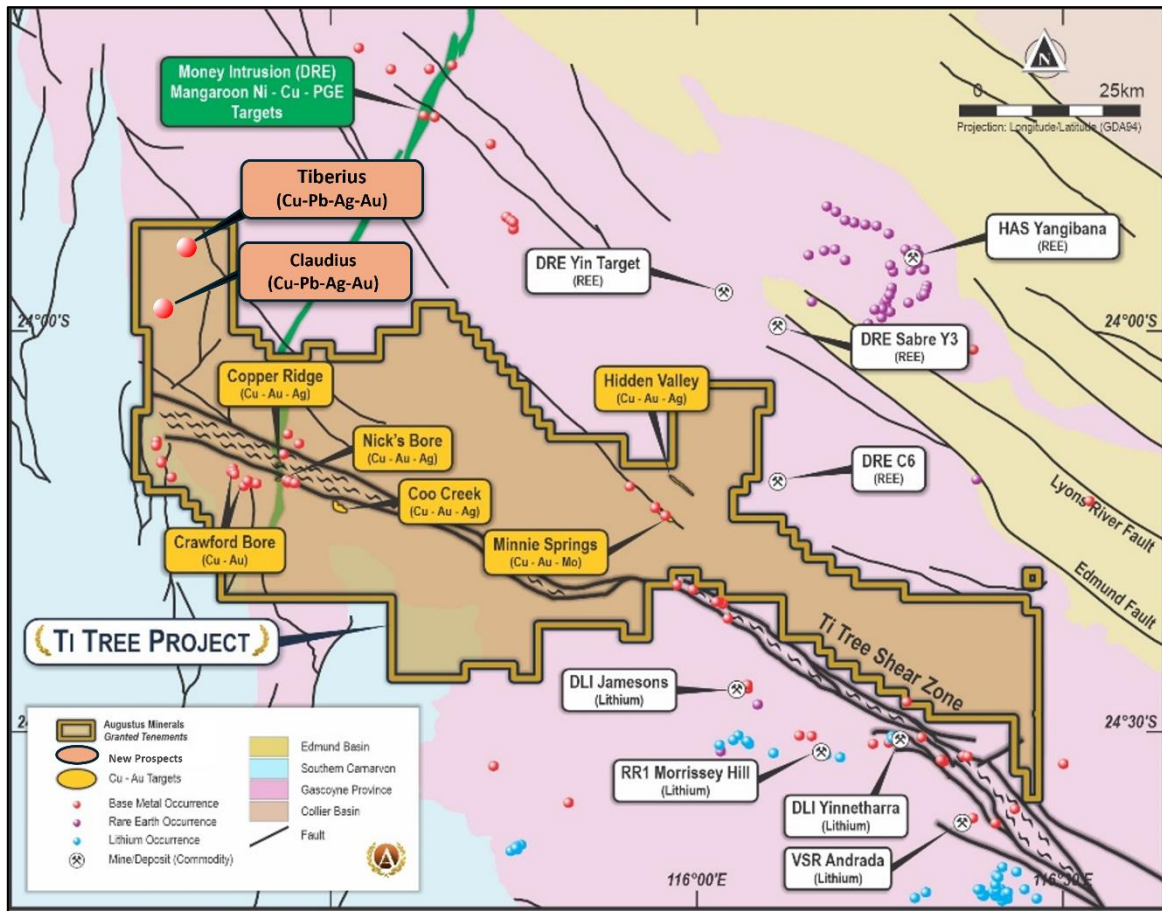 Money Intrusion (DRE)
Mangaroon Ni - Cu - PGE
Targets
N
0 25km
Projection: Longitude/Latitude (GDA94)
Tiberius
(Cu-Pb-Ag-Au)
Claudius
(Cu-Pb-Ag-Au)
HAS Yangibana
(REE)
DRE Yin Target
(REE)
24°00'S
24°00'S
DRE Sabre Y3
(REE)
Copper Ridge
(Cu - Au - Ag)
Hidden Valley
(Cu - Au - Ag)
Nick's Bore
(Cu - Au - Ag)
DRE C6
(REE)
Coo Creek
(Cu - Au - Ag)
Lyons River Fault
Edmund Fault
Crawford Bore
(Cu - Au)
Minnie Springs
(Cu - Au - Mo)
TI TREE PROJECT
Ti Tree Shear Zone
DLI Jamesons
(Lithium)
24°30'S
24°30'S
RR1 Morrissey Hill
(Lithium)
DLI Yinnetharra
(Lithium)
VSR Andrada
(Lithium)
116°00'E
116°30'E
Augustus Minerals
Granted Tenements
New Prospects
Cu - Au Targets
Base Metal Occurrence
Rare Earth Occurrence
Lithium Occurrence
Mine/Deposit (Commodity)
Edmund Basin
Southern Carnarvon
Gascoyne Province
Collier Basin
Fault
A